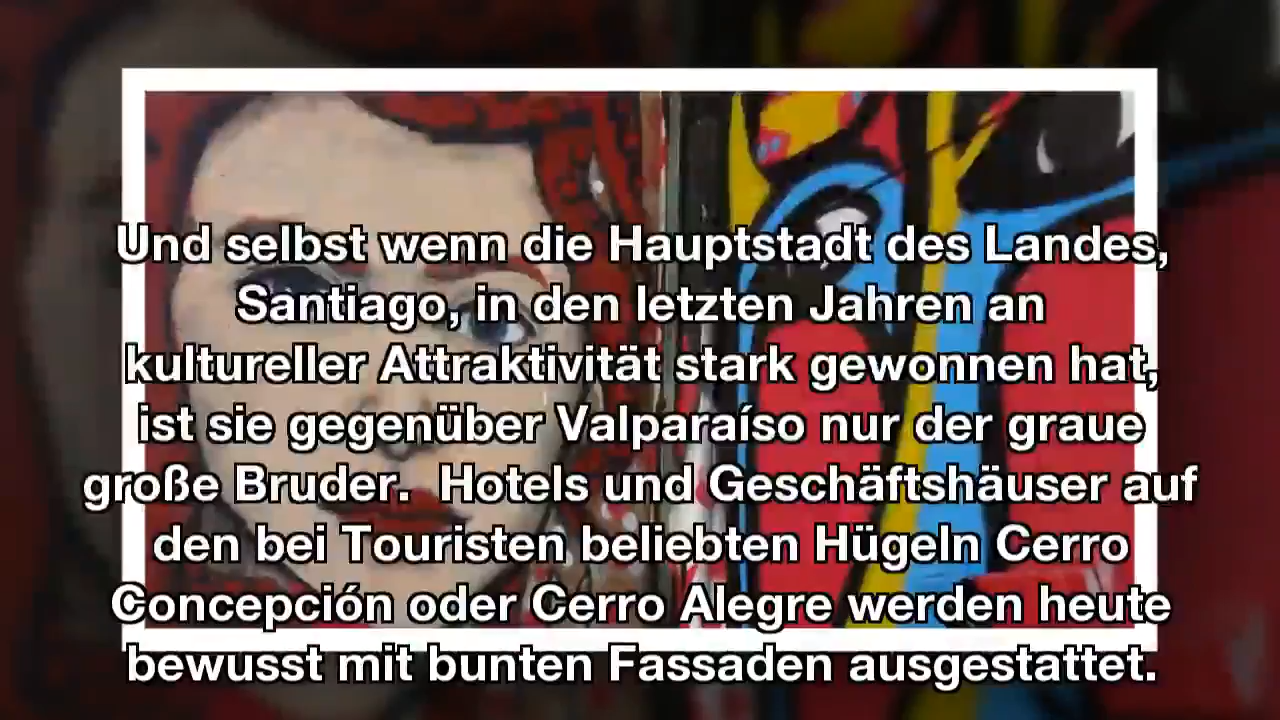 Und selbst wenn die Hauptstadt des Landes,
Santiago, in den letzten Jahren an
kultureller Attraktivität stark gewonnen hat,
ist sie gegenüber Valparaíso nur der graue
große Bruder.  Hotels und Geschäftshäuser auf
den bei Touristen beliebten Hügeln Cerro
Concepción oder Cerro Alegre werden heute
bewusst mit bunten Fassaden ausgestattet.